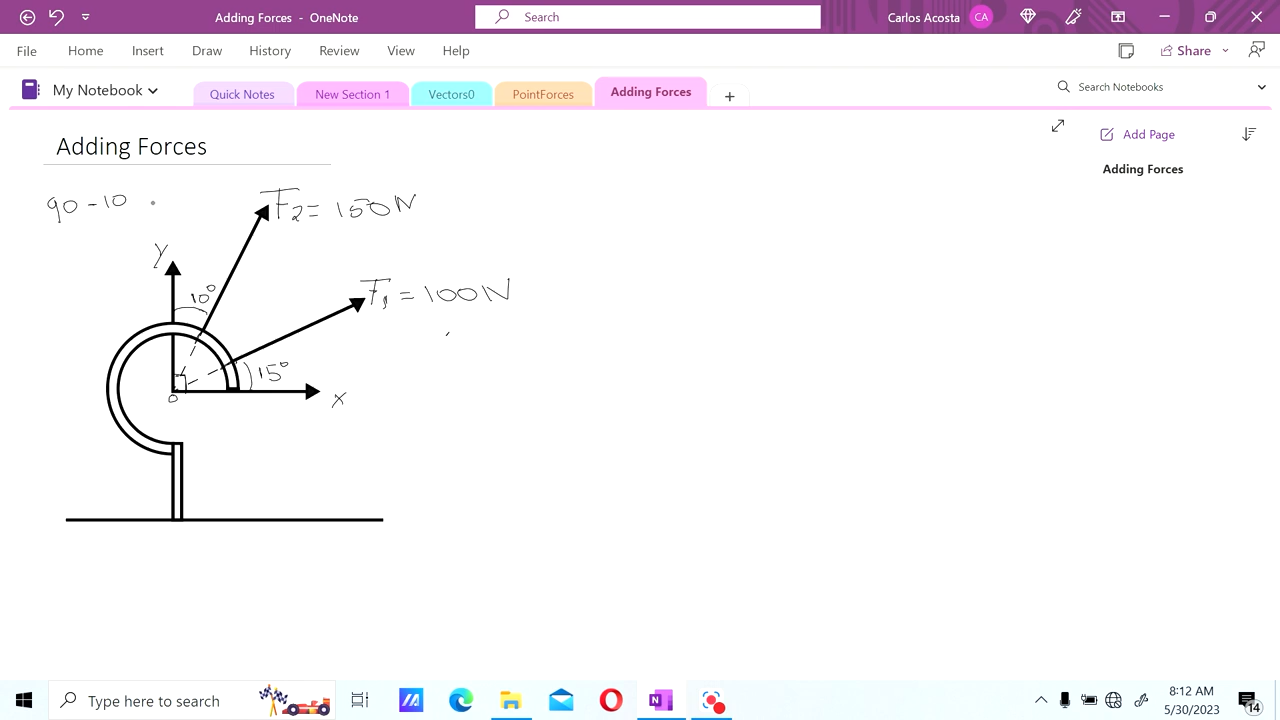 Adding Forces - OneNote
Search
Carlos Acosta CA
File Home Insert Draw History Review View Help
Share
My Notebook
Quick Notes New Section 1 Vectors0 PointForces Adding Forces +
Search Notebooks
Adding Forces
Add Page
Adding Forces
90 - 10
F2 = 150N
y
10°
F1 = 100N
15°
0
x
Type here to search
8:12 AM
5/30/2023
14